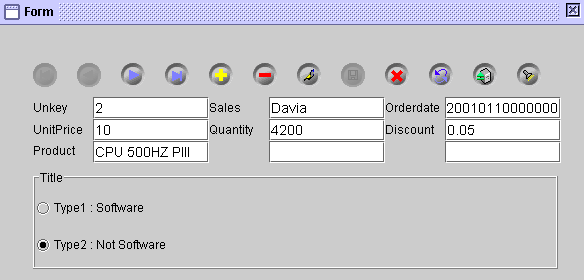 Form
Unkey 2 Sales Davia Orderdate 20010110000000
UnitPrice 10 Quantity 4200 Discount 0.05
Product CPU 500HZ PIII
Title
Type1 : Software
Type2 : Not Software